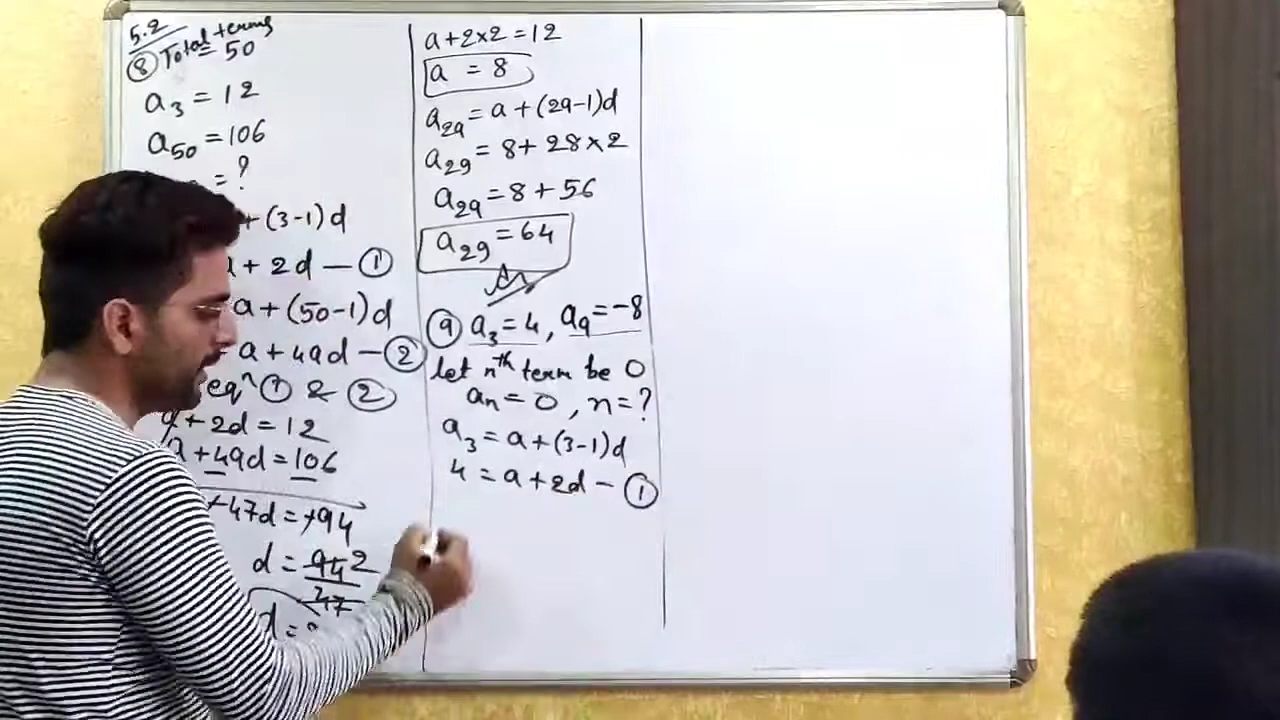 5.2
⑧ Total terms
= 50
a₃ = 12
a₅₀ = 106
= ?
+ (3-1)d
a + 2d — ①
a + (50-1)d
a + 49d — ②
eqⁿ ① & ②
a + 2d = 12
a + 49d = 106
-47d = -94
d = 94 2
47
d =
a + 2×2 = 12
a = 8
a₂₉ = a + (29-1)d
a₂₉ = 8 + 28×2
a₂₉ = 8 + 56
a₂₉ = 64
⑨ a₃ = 4, a₉ = -8
let nᵗʰ term be 0
aₙ = 0, n = ?
a₃ = a + (3-1)d
4 = a + 2d — ①